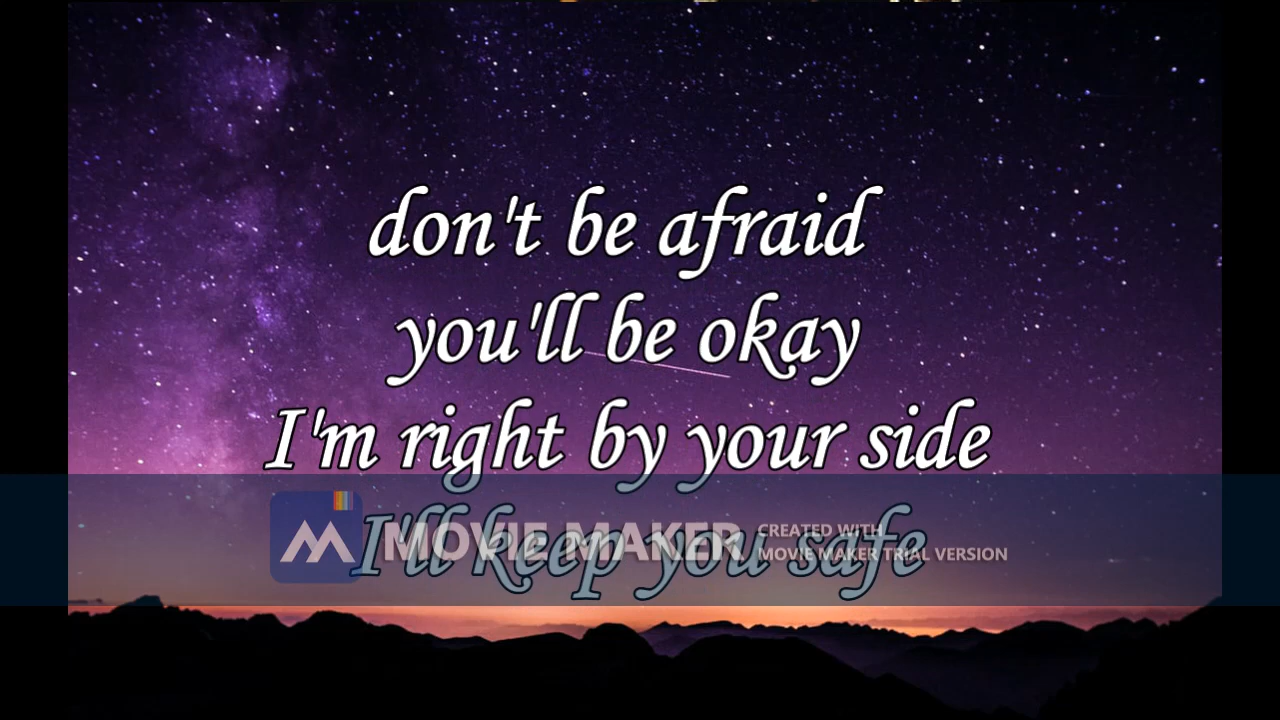 don't be afraid
you'll be okay
I'm right by your side
I'll keep you safe
MOVIE MAKER
CREATED WITH
MOVIE MAKER TRIAL VERSION